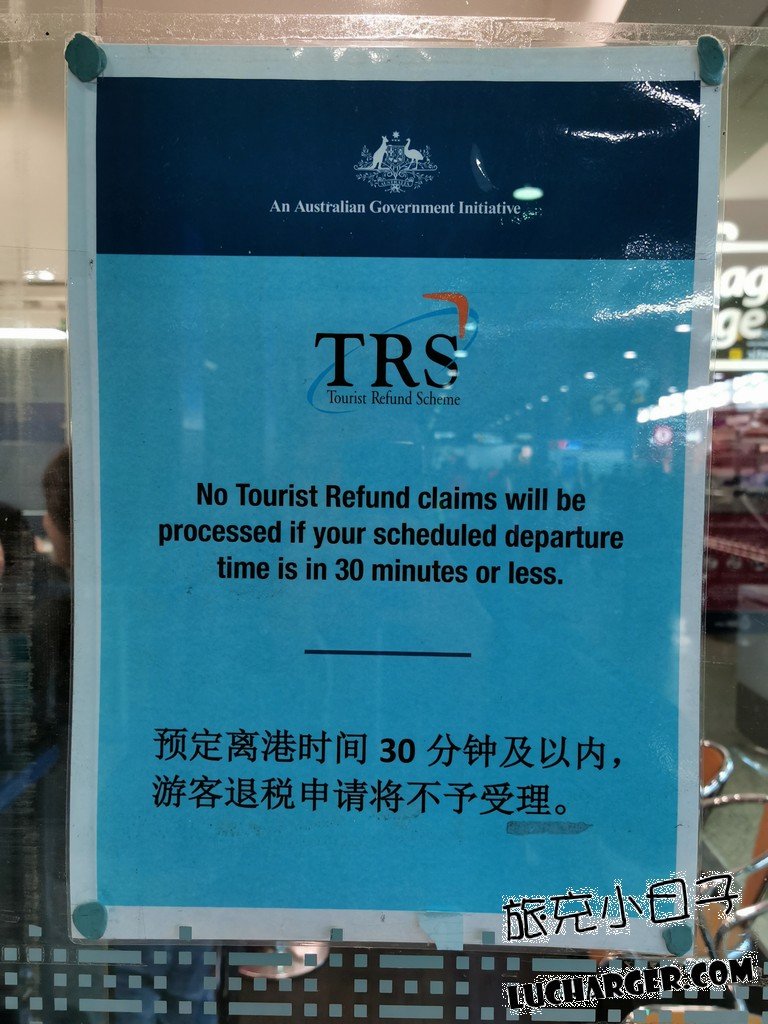 An Australian Government Initiative
TRS
Tourist Refund Scheme
No Tourist Refund claims will be
processed if your scheduled departure
time is in 30 minutes or less.
预定离港时间 30 分钟及以内，
游客退税申请将不予受理。
旅充小日子
LUCHARGER.COM